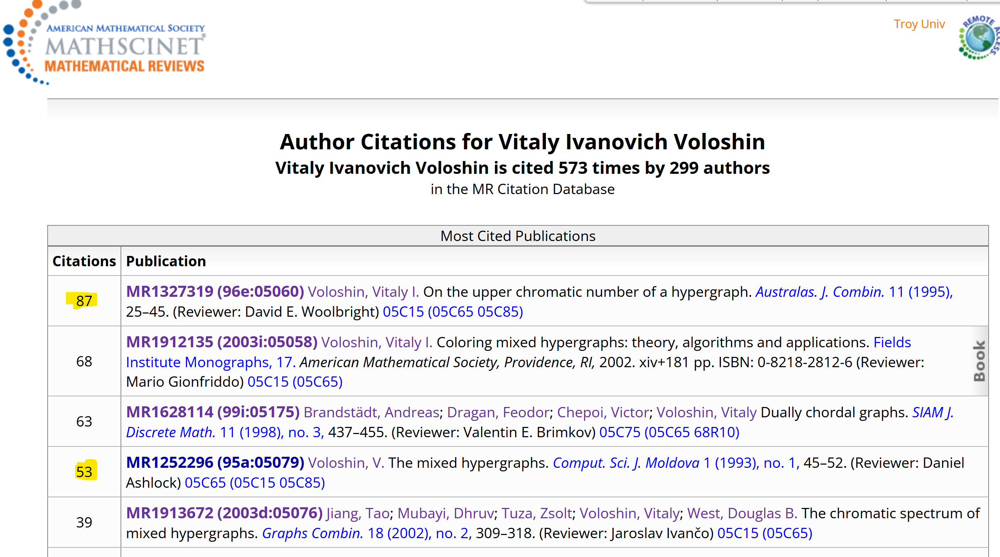 AMERICAN MATHEMATICAL SOCIETY
MATHSCINET®
MATHEMATICAL REVIEWS
Troy Univ
REMOTE ACCESS
Author Citations for Vitaly Ivanovich Voloshin
Vitaly Ivanovich Voloshin is cited 573 times by 299 authors
in the MR Citation Database
Most Cited Publications
Citations Publication
87
MR1327319 (96e:05060) Voloshin, Vitaly I. On the upper chromatic number of a hypergraph. Australas. J. Combin. 11 (1995),
25–45. (Reviewer: David E. Woolbright) 05C15 (05C65 05C85)
68
MR1912135 (2003i:05058) Voloshin, Vitaly I. Coloring mixed hypergraphs: theory, algorithms and applications. Fields
Institute Monographs, 17. American Mathematical Society, Providence, RI, 2002. xiv+181 pp. ISBN: 0-8218-2812-6 (Reviewer:
Mario Gionfriddo) 05C15 (05C65)
Book
63
MR1628114 (99i:05175) Brandstädt, Andreas; Dragan, Feodor; Chepoi, Victor; Voloshin, Vitaly Dually chordal graphs. SIAM J.
Discrete Math. 11 (1998), no. 3, 437–455. (Reviewer: Valentin E. Brimkov) 05C75 (05C65 68R10)
53
MR1252296 (95a:05079) Voloshin, V. The mixed hypergraphs. Comput. Sci. J. Moldova 1 (1993), no. 1, 45–52. (Reviewer: Daniel
Ashlock) 05C65 (05C15 05C85)
39
MR1913672 (2003d:05076) Jiang, Tao; Mubayi, Dhruv; Tuza, Zsolt; Voloshin, Vitaly; West, Douglas B. The chromatic spectrum of
mixed hypergraphs. Graphs Combin. 18 (2002), no. 2, 309–318. (Reviewer: Jaroslav Ivančo) 05C15 (05C65)